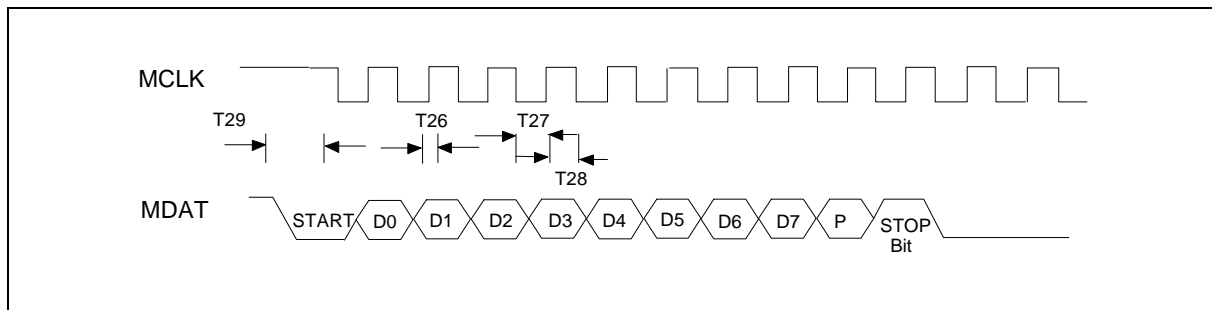 MCLK
T29 T26 T27
T28
MDAT
START D0 D1 D2 D3 D4 D5 D6 D7 P STOP
Bit